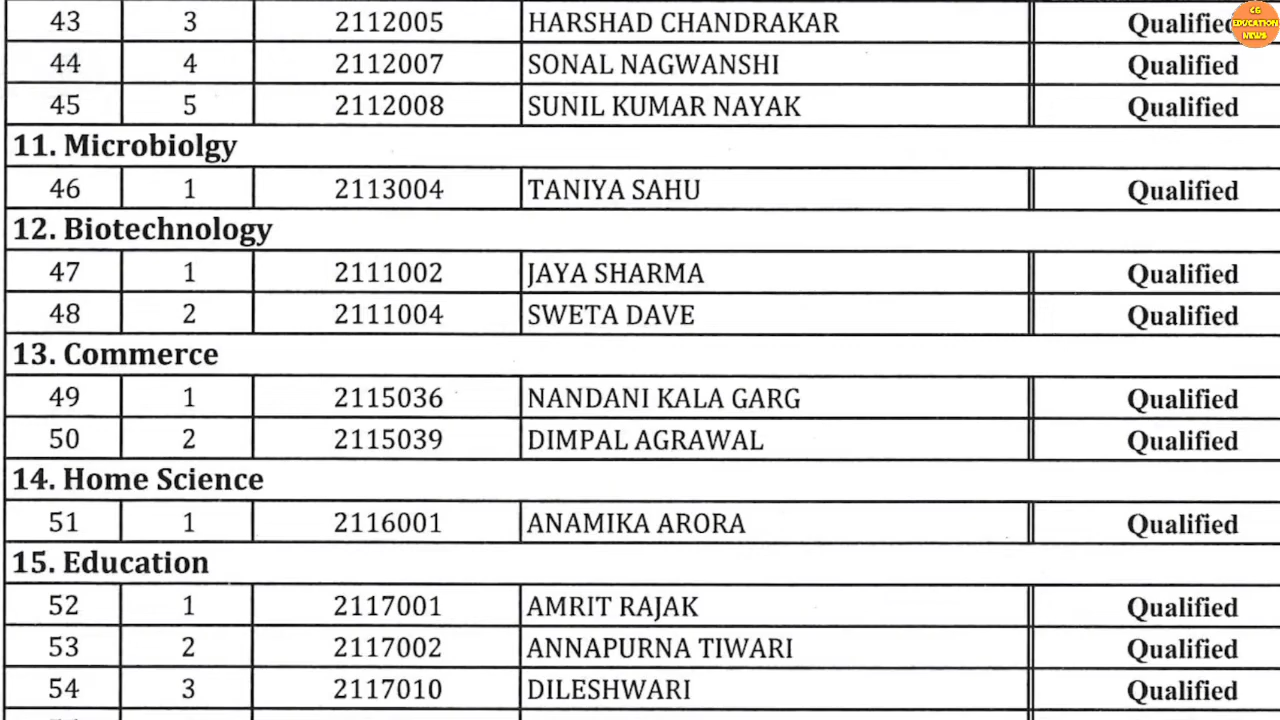 43 3 2112005 HARSHAD CHANDRAKAR Qualified
CG EDUCATION NEWS
44 4 2112007 SONAL NAGWANSHI Qualified
45 5 2112008 SUNIL KUMAR NAYAK Qualified
11. Microbiolgy
46 1 2113004 TANIYA SAHU Qualified
12. Biotechnology
47 1 2111002 JAYA SHARMA Qualified
48 2 2111004 SWETA DAVE Qualified
13. Commerce
49 1 2115036 NANDANI KALA GARG Qualified
50 2 2115039 DIMPAL AGRAWAL Qualified
14. Home Science
51 1 2116001 ANAMIKA ARORA Qualified
15. Education
52 1 2117001 AMRIT RAJAK Qualified
53 2 2117002 ANNAPURNA TIWARI Qualified
54 3 2117010 DILESHWARI Qualified